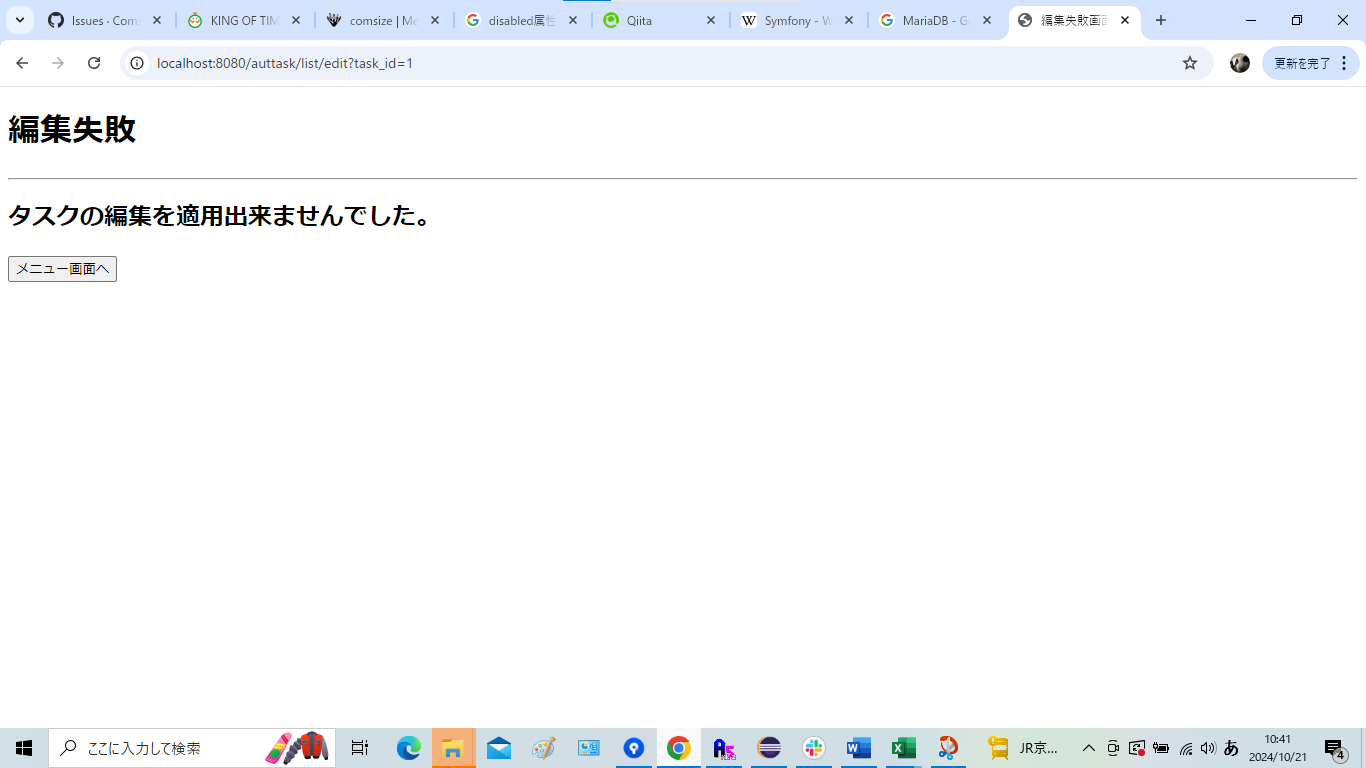 Issues · Com
KING OF TIM
comsize | Me
disabled属性
Qiita
Symfony - W
MariaDB - G
編集失敗画面
localhost:8080/auttask/list/edit?task_id=1
更新を完了
編集失敗
タスクの編集を適用出来ませんでした。
メニュー画面へ
ここに入力して検索
JR京...
あ
10:41
2024/10/21
4